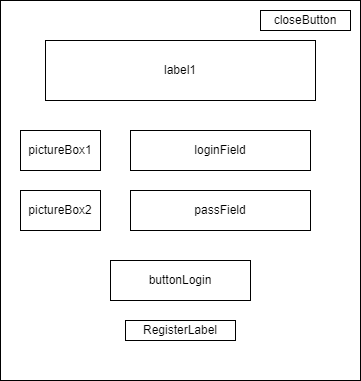 closeButton
label1
pictureBox1
loginField
pictureBox2
passField
buttonLogin
RegisterLabel